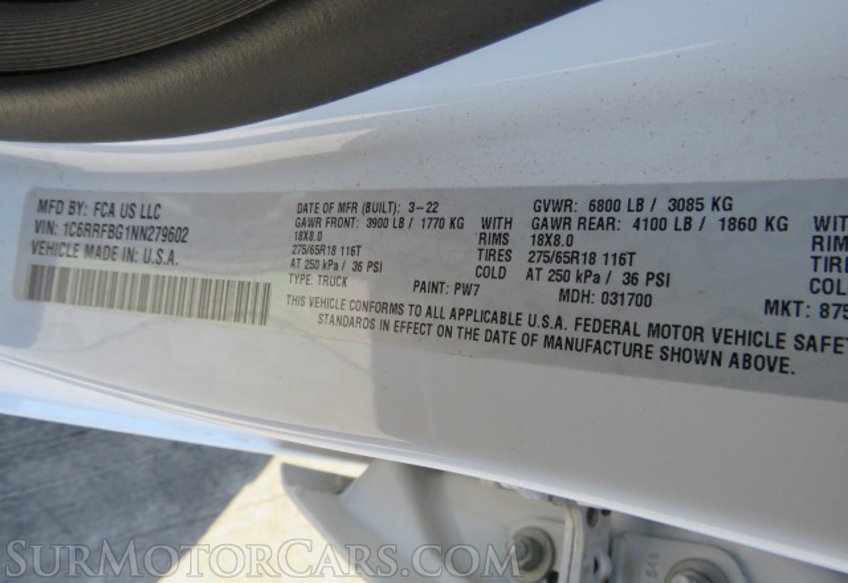 MFD BY: FCA US LLC
VIN: 1C6RRFBG1NN279602
VEHICLE MADE IN: U.S.A.
DATE OF MFR (BUILT): 3-22
GAWR FRONT: 3900 LB / 1770 KG WITH
18X8.0 RIMS
275/65R18 116T TIRES
AT 250 kPa / 36 PSI COLD
TYPE: TRUCK PAINT: PW7
GVWR: 6800 LB / 3085 KG
GAWR REAR: 4100 LB / 1860 KG WIT
18X8.0 RIM
275/65R18 116T TIRE
AT 250 kPa / 36 PSI COL
MDH: 031700 MKT: 875
THIS VEHICLE CONFORMS TO ALL APPLICABLE U.S.A. FEDERAL MOTOR VEHICLE SAFET
STANDARDS IN EFFECT ON THE DATE OF MANUFACTURE SHOWN ABOVE.
SURMOTORCARS.COM